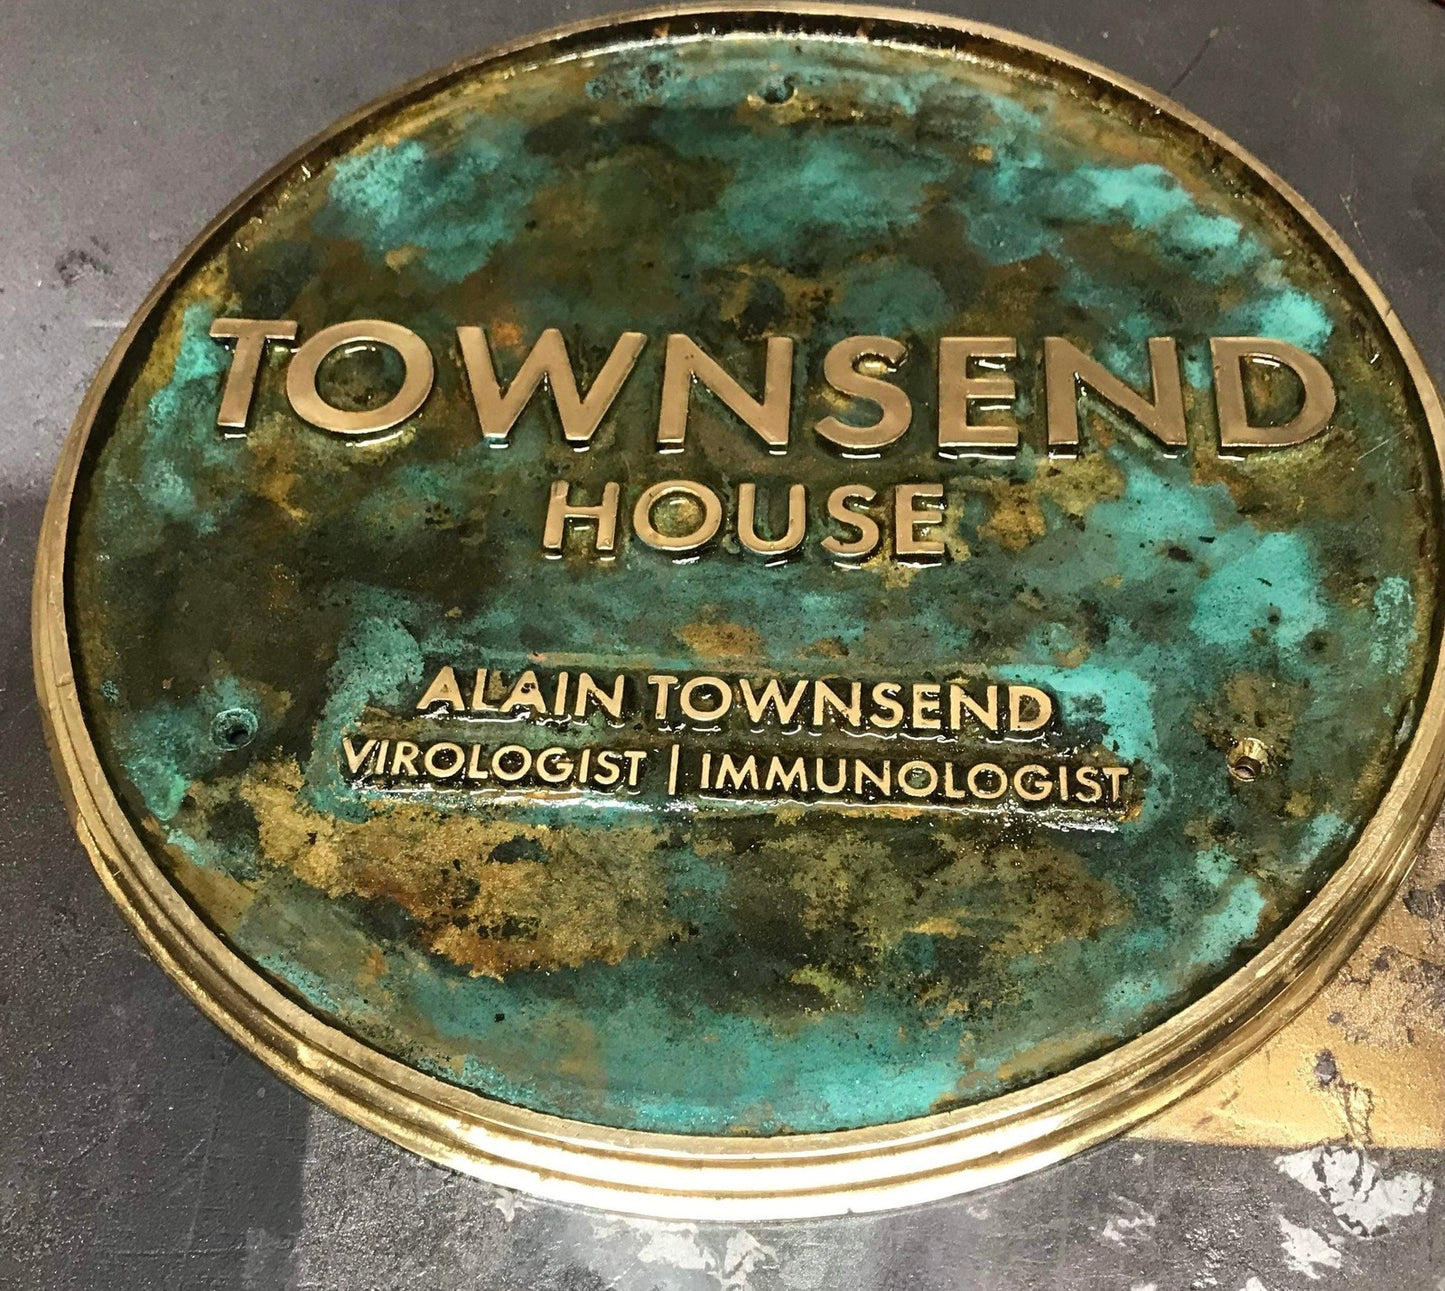 TOWNSEND
HOUSE
ALAIN TOWNSEND
VIROLOGIST | IMMUNOLOGIST